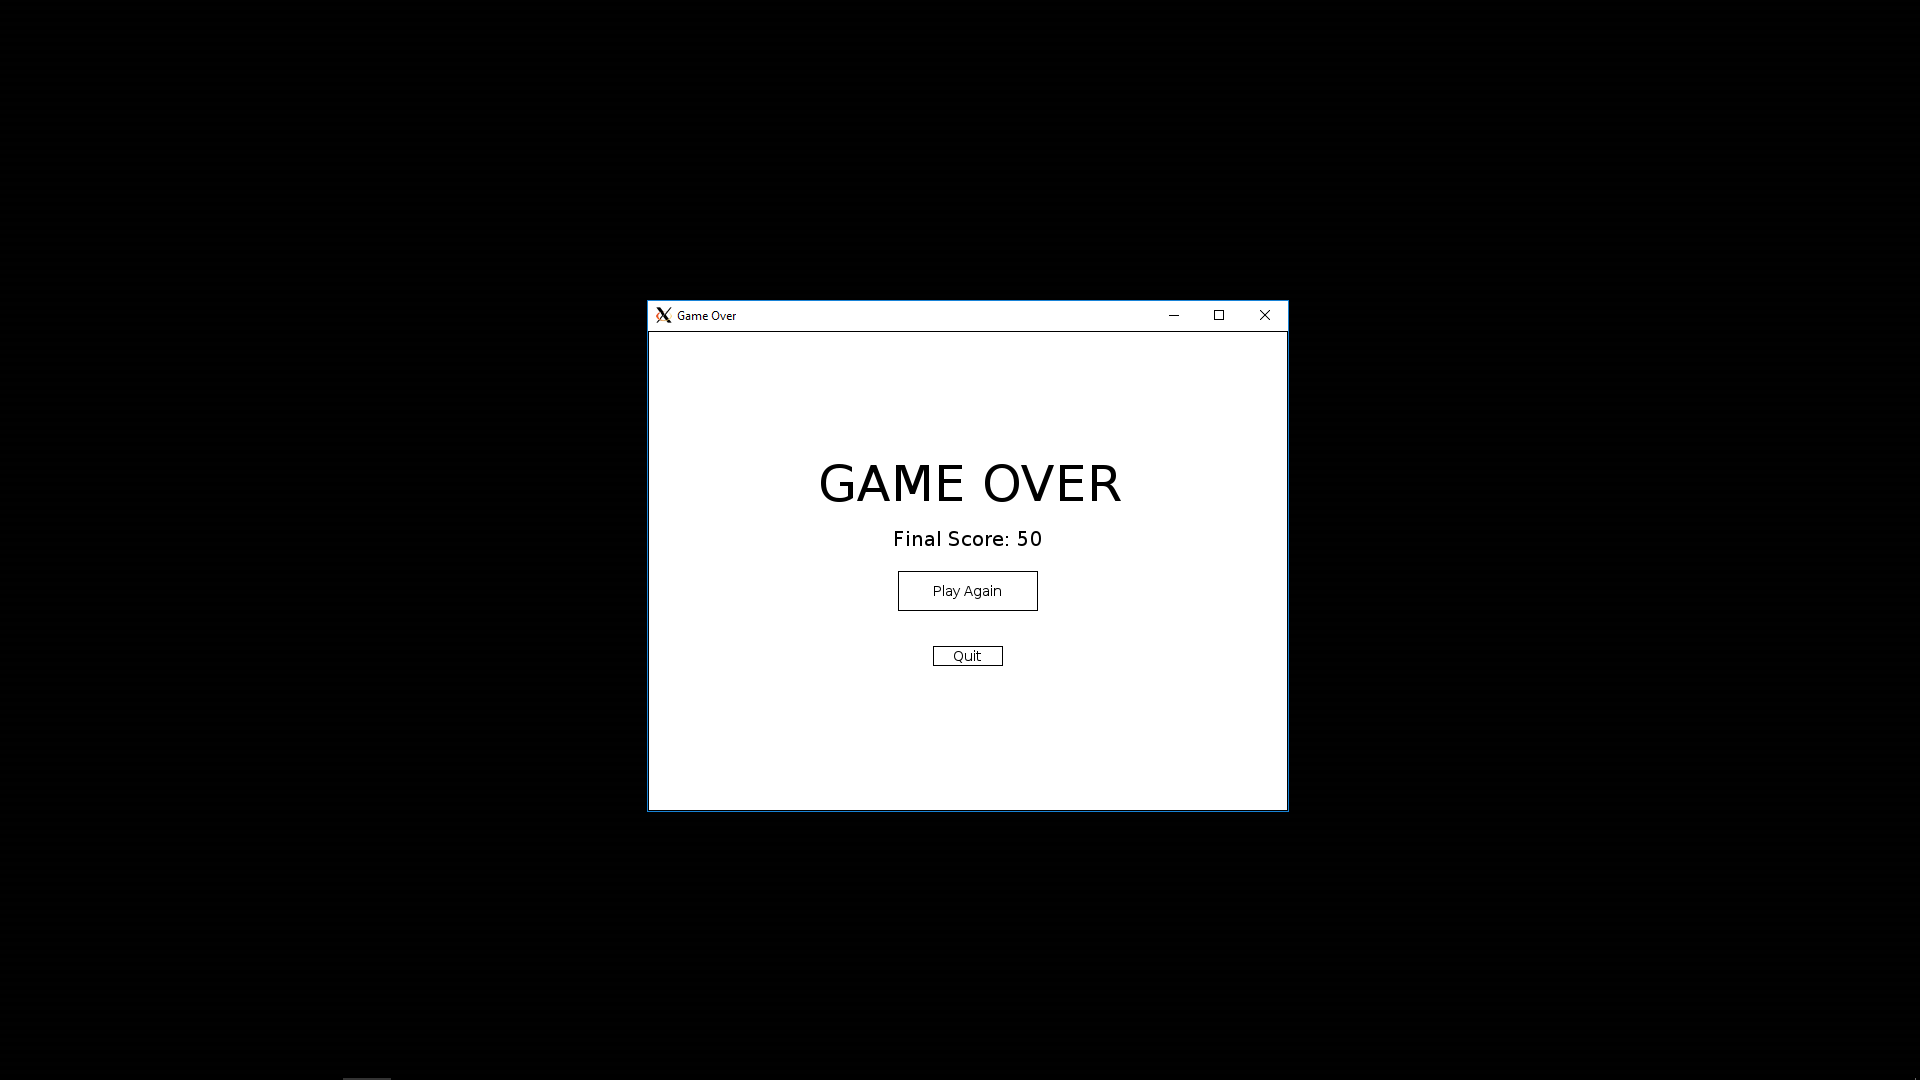 Game Over
GAME OVER
Final Score: 50
Play Again
Quit